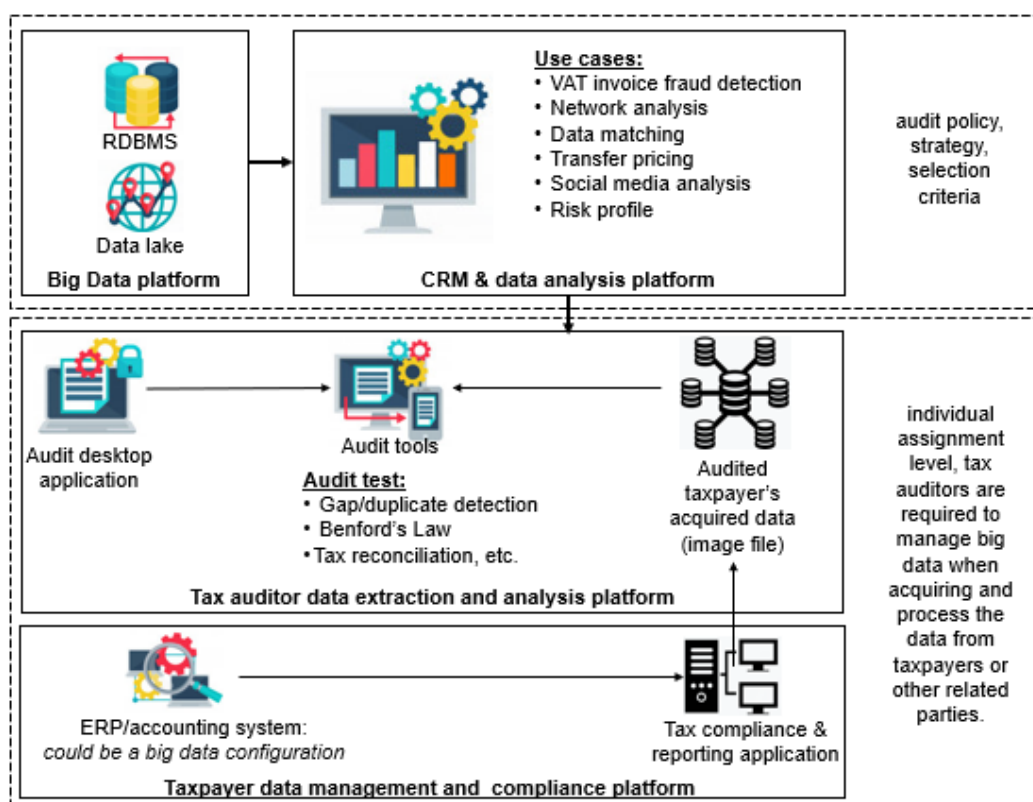 RDBMS
Data lake
Big Data platform
Use cases:
• VAT invoice fraud detection
• Network analysis
• Data matching
• Transfer pricing
• Social media analysis
• Risk profile
CRM & data analysis platform
audit policy,
strategy,
selection
criteria
Audit desktop
application
Audit tools
Audit test:
• Gap/duplicate detection
• Benford's Law
• Tax reconciliation, etc.
Audited
taxpayer's
acquired data
(image file)
Tax auditor data extraction and analysis platform
ERP/accounting system:
could be a big data configuration
Tax compliance &
reporting application
Taxpayer data management and compliance platform
individual
assignment
level, tax
auditors are
required to
manage big
data when
acquiring and
process the
data from
taxpayers or
other related
parties.